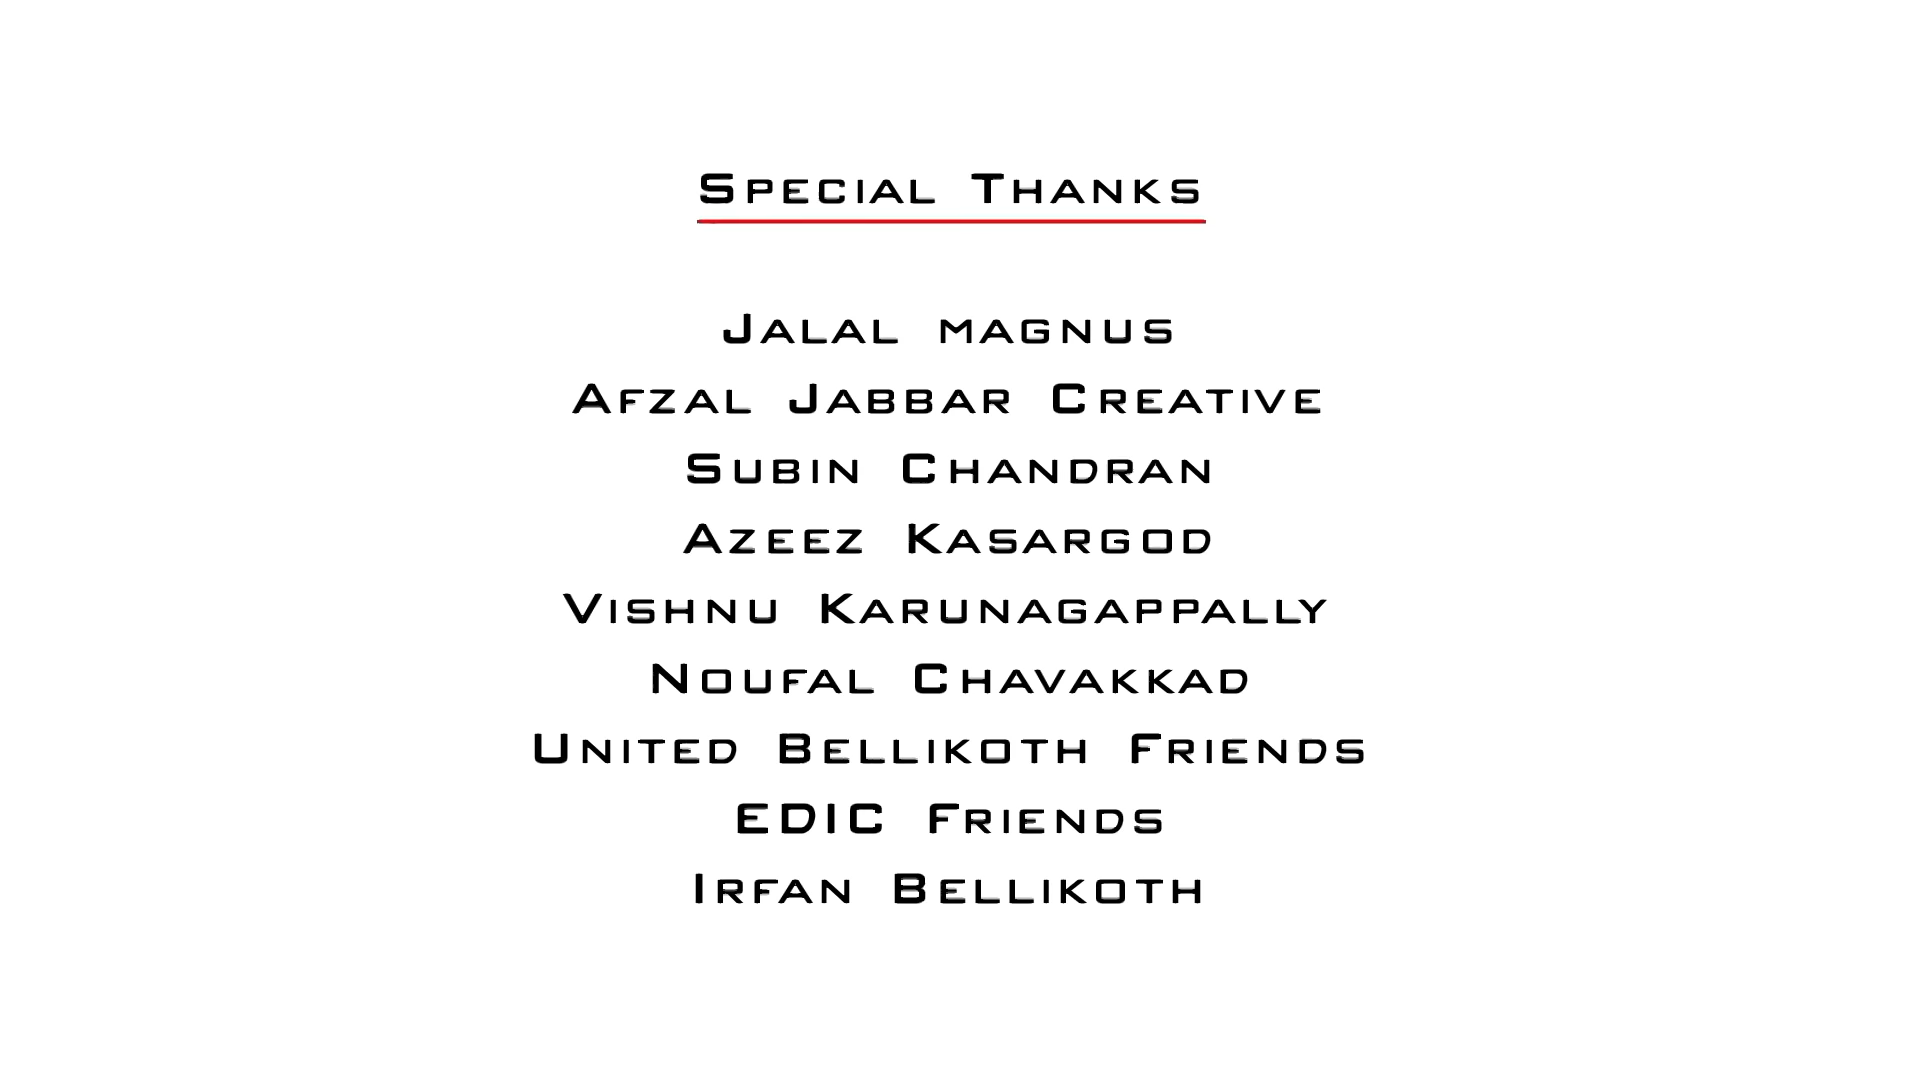 Special Thanks
Jalal magnus
Afzal Jabbar Creative
Subin Chandran
Azeez Kasargod
Vishnu Karunagappally
Noufal Chavakkad
United Bellikoth Friends
EDIC Friends
Irfan Bellikoth